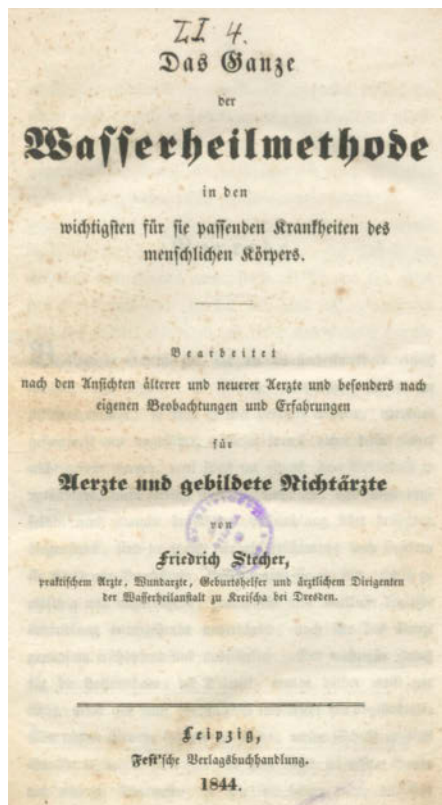 ZI 4.
Das Ganze
der
Wasserheilmethode
in den
wichtigsten für sie passenden Krankheiten des
menschlichen Körpers.
Bearbeitet
nach den Ansichten älterer und neuerer Aerzte und besonders nach
eigenen Beobachtungen und Erfahrungen
für
Aerzte und gebildete Nichtärzte
von
Friedrich Stecher,
praktischem Arzte, Wundarzte, Geburtshelfer und ärztlichem Dirigenten
der Wasserheilanstalt zu Kreischa bei Dresden.
Leipzig,
Fest'sche Verlagsbuchhandlung.
1844.